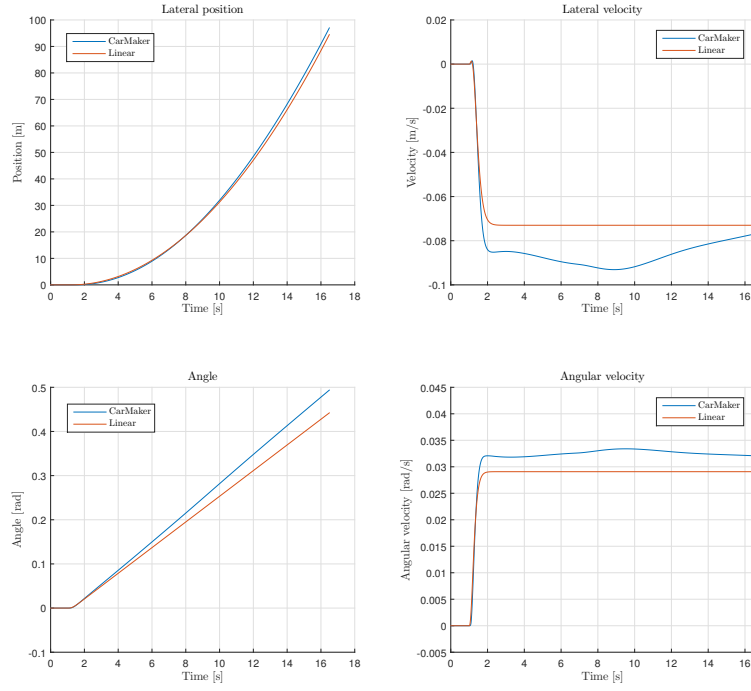 Lateral position
CarMaker
Linear
Position [m]
100
90
80
70
60
50
40
30
20
10
0
0 2 4 6 8 10 12 14 16 18
Time [s]
Lateral velocity
CarMaker
Linear
Velocity [m/s]
0.02
0
-0.02
-0.04
-0.06
-0.08
-0.1
0 2 4 6 8 10 12 14 16
Time [s]
Angle
CarMaker
Linear
Angle [rad]
0.5
0.4
0.3
0.2
0.1
0
-0.1
0 2 4 6 8 10 12 14 16 18
Time [s]
Angular velocity
CarMaker
Linear
Angular velocity [rad/s]
0.045
0.04
0.035
0.03
0.025
0.02
0.015
0.01
0.005
0
-0.005
0 2 4 6 8 10 12 14 16
Time [s]